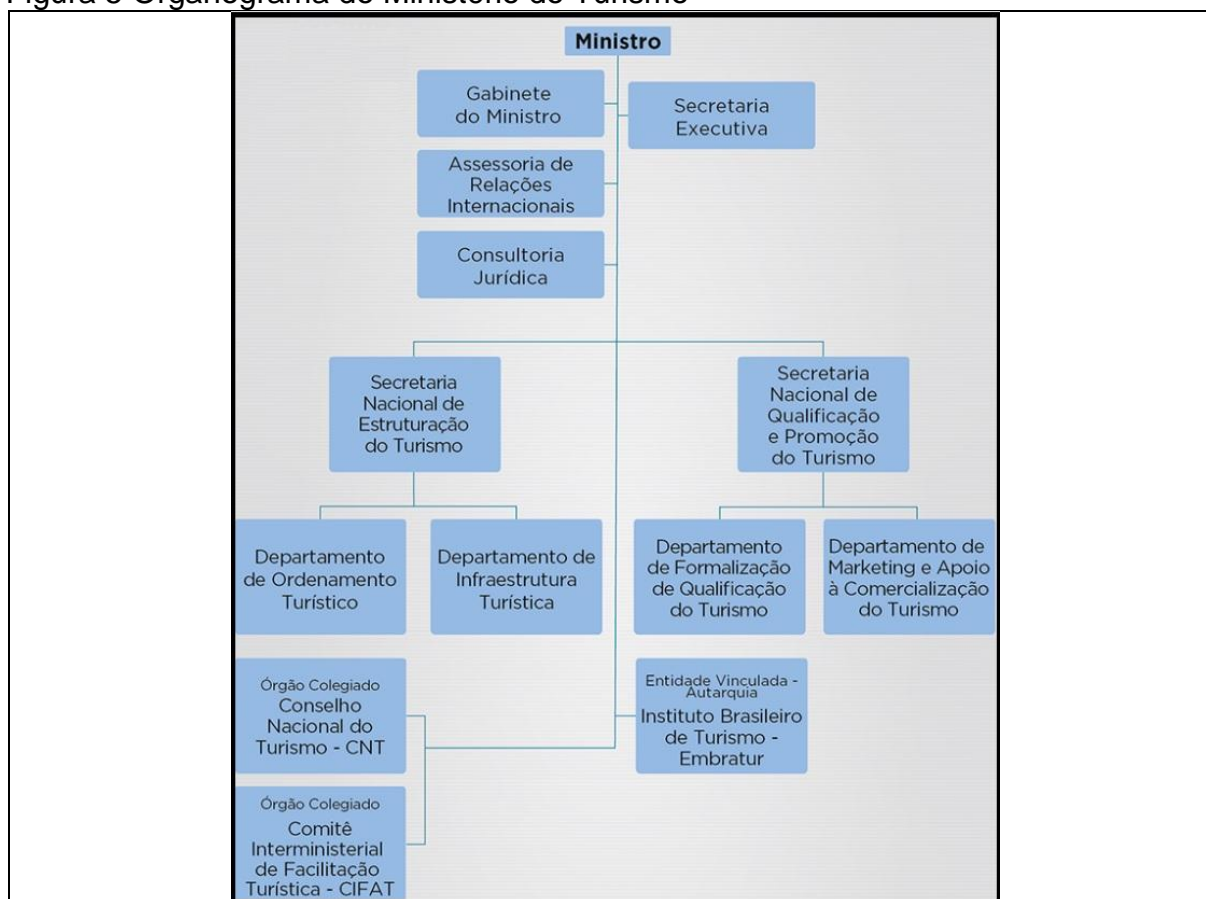 Figura 3 Organograma do Ministério do Turismo
Ministro
Gabinete
do Ministro
Secretaria
Executiva
Assessoria de
Relações
Internacionais
Consultoria
Jurídica
Secretaria
Nacional de
Estruturação
do Turismo
Secretaria
Nacional de
Qualificação
e Promoção
do Turismo
Departamento
de Ordenamento
Turístico
Departamento de
Infraestrutura
Turística
Departamento
de Formalização
de Qualificação
do Turismo
Departamento de
Marketing e Apoio
à Comercialização
do Turismo
Órgão Colegiado
Conselho
Nacional do
Turismo - CNT
Entidade Vinculada -
Autarquia
Instituto Brasileiro
de Turismo -
Embratur
Órgão Colegiado
Comitê
Interministerial
de Facilitação
Turística - CIFAT